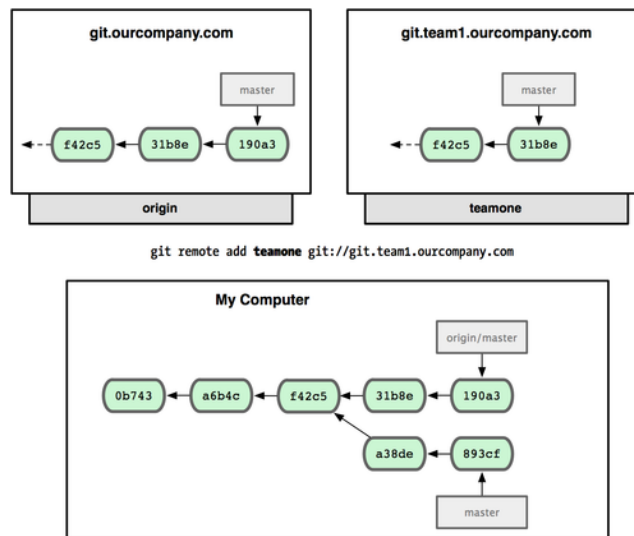 git.ourcompany.com
master
f42c5 31b8e 190a3
origin
git.team1.ourcompany.com
master
f42c5 31b8e
teamone
git remote add teamone git://git.team1.ourcompany.com
My Computer
origin/master
0b743 a6b4c f42c5 31b8e 190a3
a38de 893cf
master